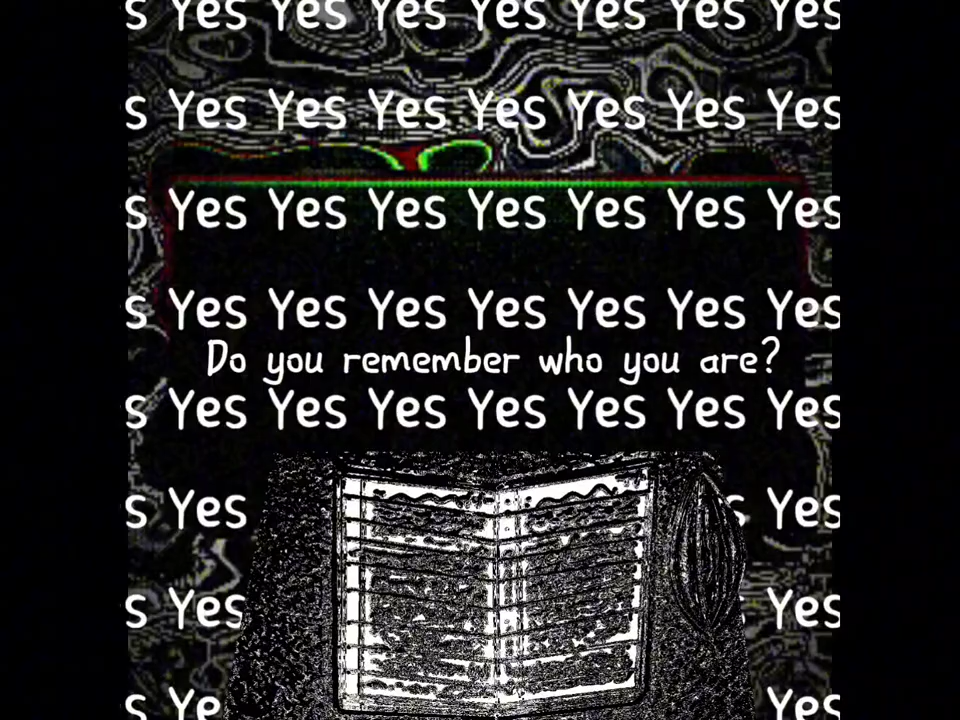 s Yes Yes Yes Yes Yes Yes Yes
s Yes Yes Yes Yes Yes Yes Yes
s Yes Yes Yes Yes Yes Yes Yes
s Yes Yes Yes Yes Yes Yes Yes
Do you remember who you are?
s Yes Yes Yes Yes Yes Yes Yes
s Yes s Yes
s Yes Yes
s Ye Yes